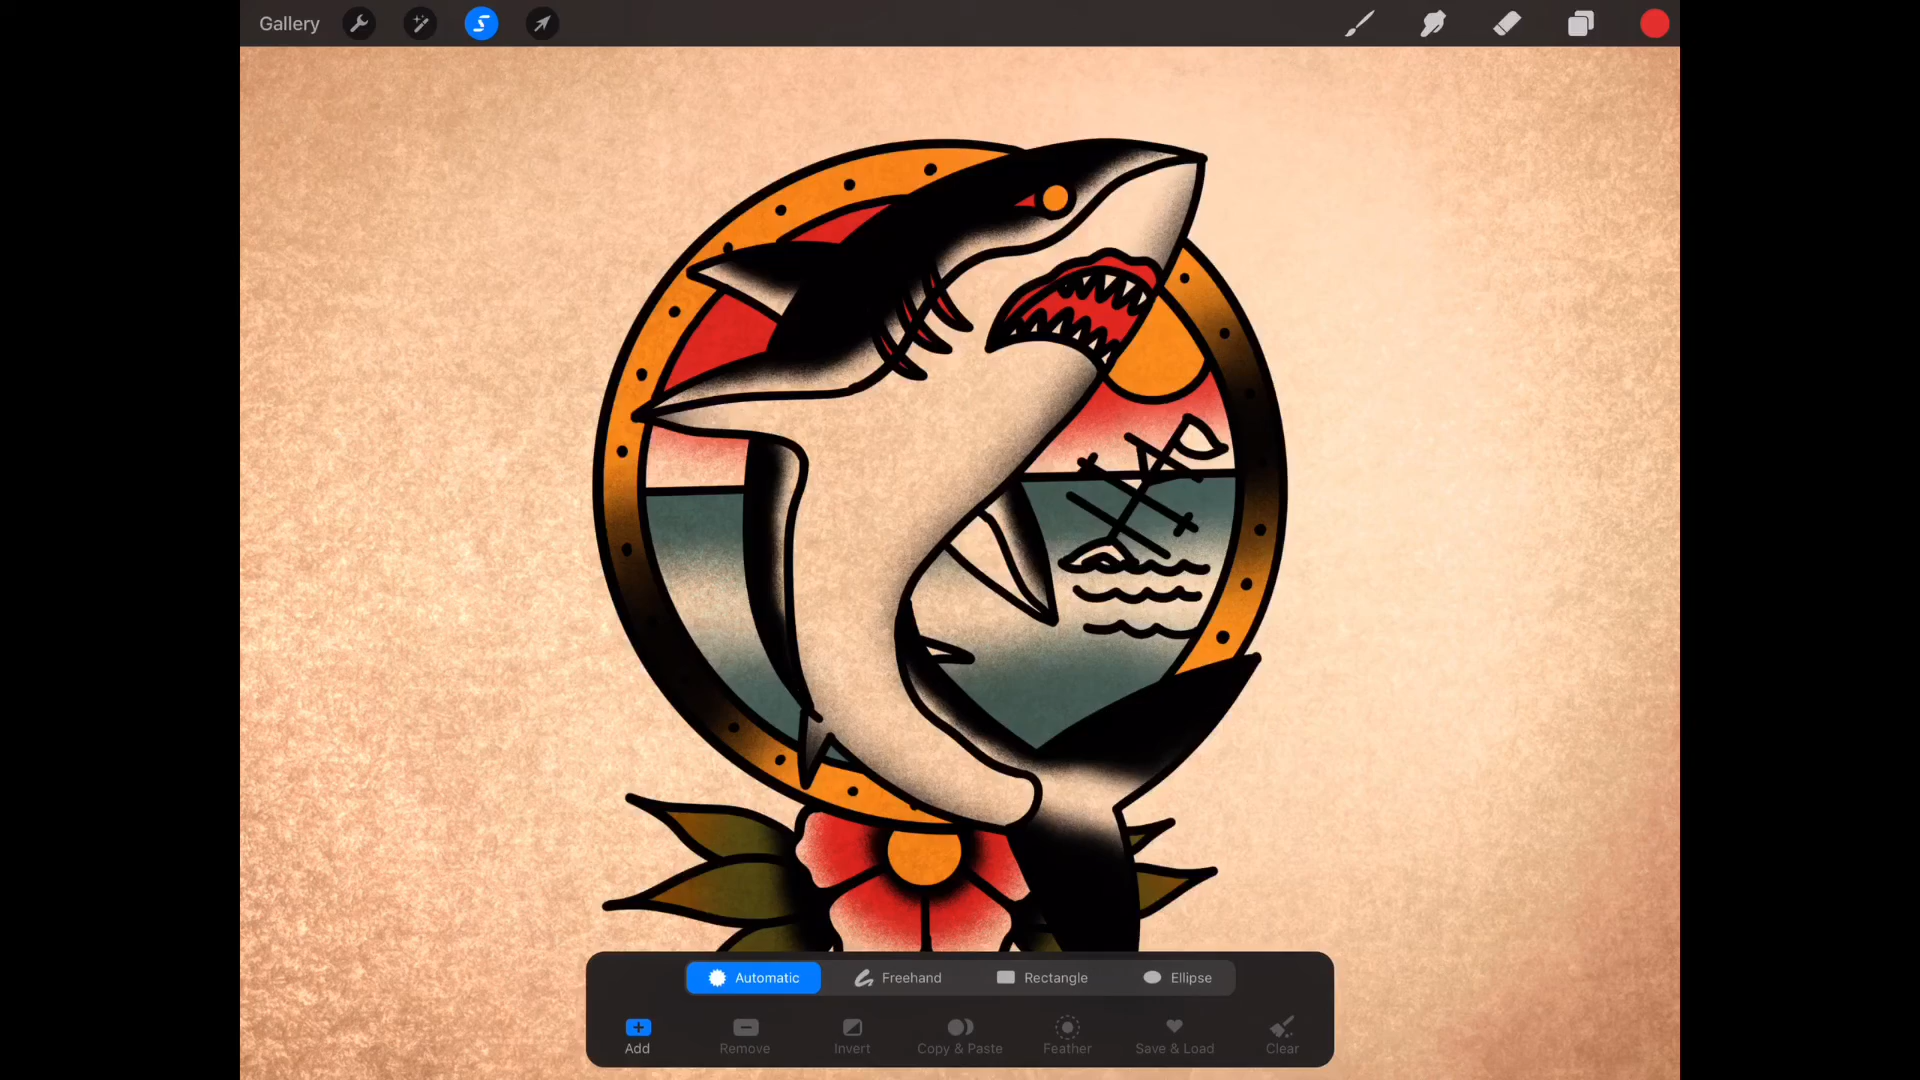 Gallery
Automatic Freehand Rectangle Ellipse
Add Remove Invert Copy & Paste Feather Save & Load Clear